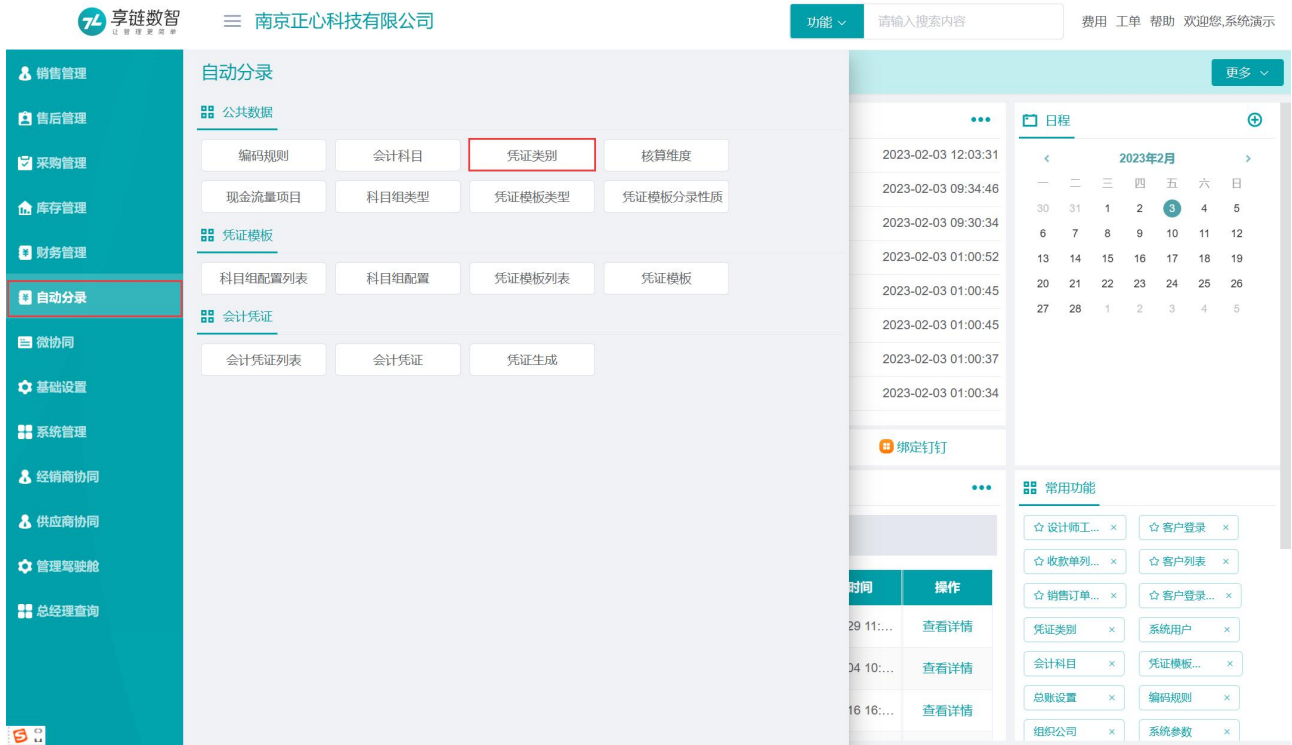 享链数智
让管理更简单
南京正心科技有限公司
功能
请输入搜索内容
费用 工单 帮助 欢迎您,系统演示
销售管理
售后管理
采购管理
库存管理
财务管理
自动分录
微协同
基础设置
系统管理
经销商协同
供应商协同
管理驾驶舱
总经理查询
自动分录
公共数据
编码规则 会计科目 凭证类别 核算维度
现金流量项目 科目组类型 凭证模板类型 凭证模板分录性质
凭证模板
科目组配置列表 科目组配置 凭证模板列表 凭证模板
会计凭证
会计凭证列表 会计凭证 凭证生成
更多
2023-02-03 12:03:31
2023-02-03 09:34:46
2023-02-03 09:30:34
2023-02-03 01:00:52
2023-02-03 01:00:45
2023-02-03 01:00:45
2023-02-03 01:00:37
2023-02-03 01:00:34
绑定钉钉
时间 操作
29 11:... 查看详情
04 10:... 查看详情
16 16:... 查看详情
日程
< 2023年2月 >
一 二 三 四 五 六 日
30 31 1 2 3 4 5
6 7 8 9 10 11 12
13 14 15 16 17 18 19
20 21 22 23 24 25 26
27 28 1 2 3 4 5
常用功能
设计师工... × 客户登录 ×
收款单列... × 客户列表 ×
销售订单... × 客户登录... ×
凭证类别 × 系统用户 ×
会计科目 × 凭证模板... ×
总账设置 × 编码规则 ×
组织公司 × 系统参数 ×